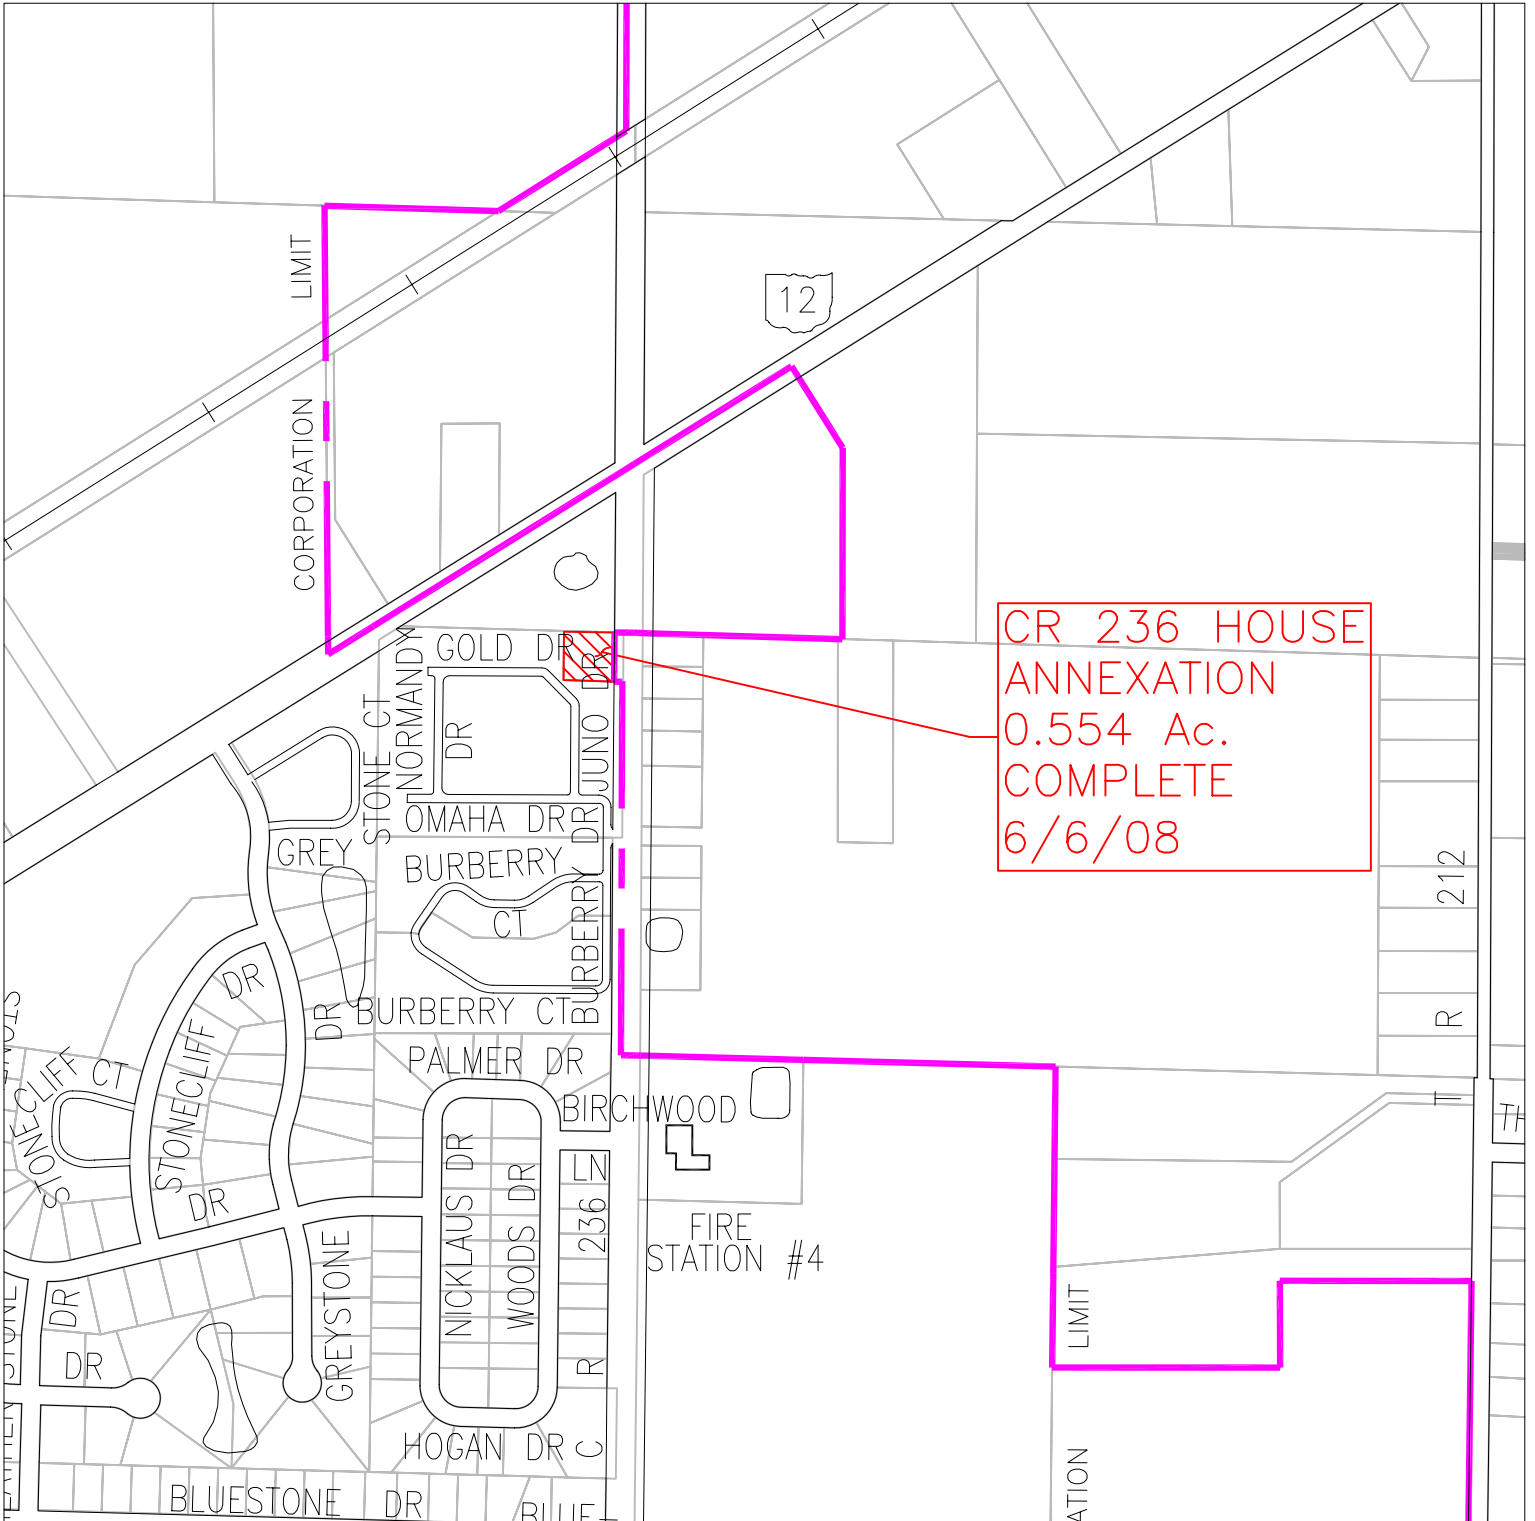 LIMIT
12
CORPORATION
CR 236 HOUSE
ANNEXATION
0.554 Ac.
COMPLETE
6/6/08
GOLD DR
NORMANDY
DR
JUNO DR
STONE CT
GREY
OMAHA DR
BURBERRY
CT
BURBERRY DR
BURBERRY CT
212
R
DR
DR
STONECLIFF
DR
STONECLIFF CT
STONECLIFF
PALMER DR
BIRCHWOOD
LN
NICKLAUS DR
WOODS DR
236
R
C
FIRE
STATION #4
GREYSTONE
LIMIT
STONE
DR
DR
HOGAN DR
BLUESTONE DR